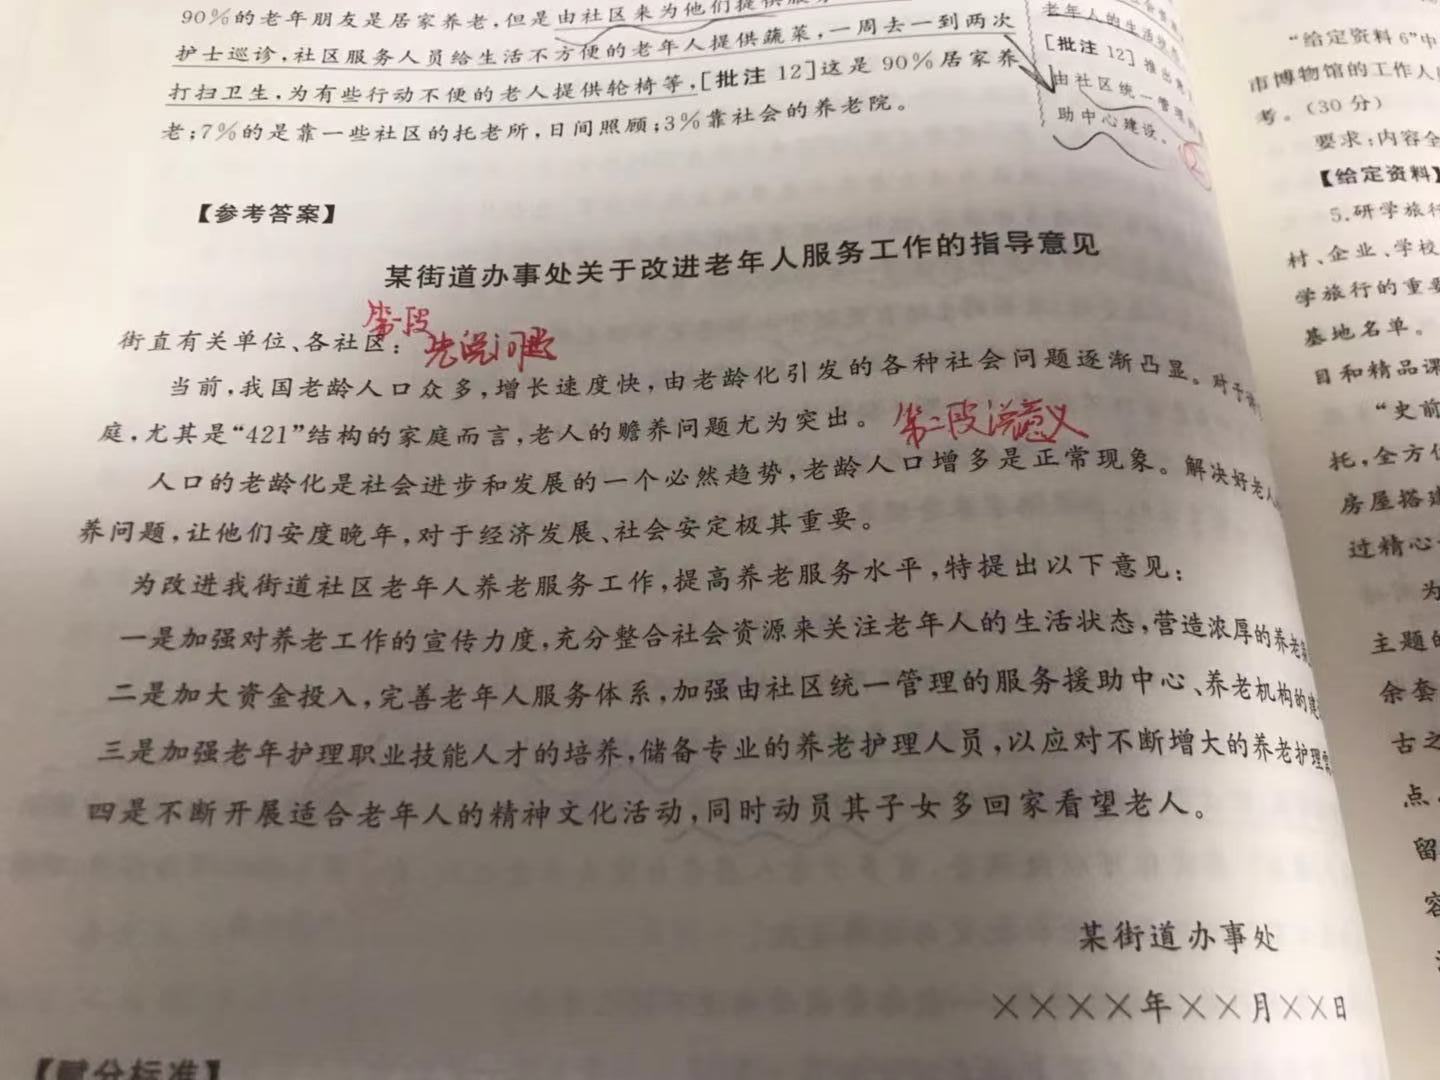 90%的老年朋友是居家养老,但是由社区来为他们提供服务
护士巡诊,社区服务人员给生活不方便的老年人提供蔬菜,一周去一到两次
打扫卫生,为有些行动不便的老人提供轮椅等,[批注12]这是90%居家养
老;7%的是靠一些社区的托老所,日间照顾;3%靠社会的养老院。
老年人的生活状
[批注12]推出
由社区统一管理
助中心建设。
②
【参考答案】
某街道办事处关于改进老年人服务工作的指导意见
第一段
街直有关单位、各社区:先说问题
当前,我国老龄人口众多,增长速度快,由老龄化引发的各种社会问题逐渐凸显。对于
庭,尤其是“421”结构的家庭而言,老人的赡养问题尤为突出。第二段说意义
人口的老龄化是社会进步和发展的一个必然趋势,老龄人口增多是正常现象。解决好老人
养问题,让他们安度晚年,对于经济发展、社会安定极其重要。
为改进我街道社区老年人养老服务工作,提高养老服务水平,特提出以下意见:
一是加强对养老工作的宣传力度,充分整合社会资源来关注老年人的生活状态,营造浓厚的养老
二是加大资金投入,完善老年人服务体系,加强由社区统一管理的服务援助中心、养老机构的建
三是加强老年护理职业技能人才的培养,储备专业的养老护理人员,以应对不断增大的养老护理
四是不断开展适合老年人的精神文化活动,同时动员其子女多回家看望老人。
某街道办事处
××××年××月××日
【赋分标准】
“给定资料6”中
市博物馆的工作人
考。(30分)
要求:内容全
【给定资料】
5.研学旅行
村、企业、学校
学旅行的重要
基地名单。
目和精品课
“史前
托,全方位
房屋搭建
过精心
为
主题的
余套
古之
点
留
容